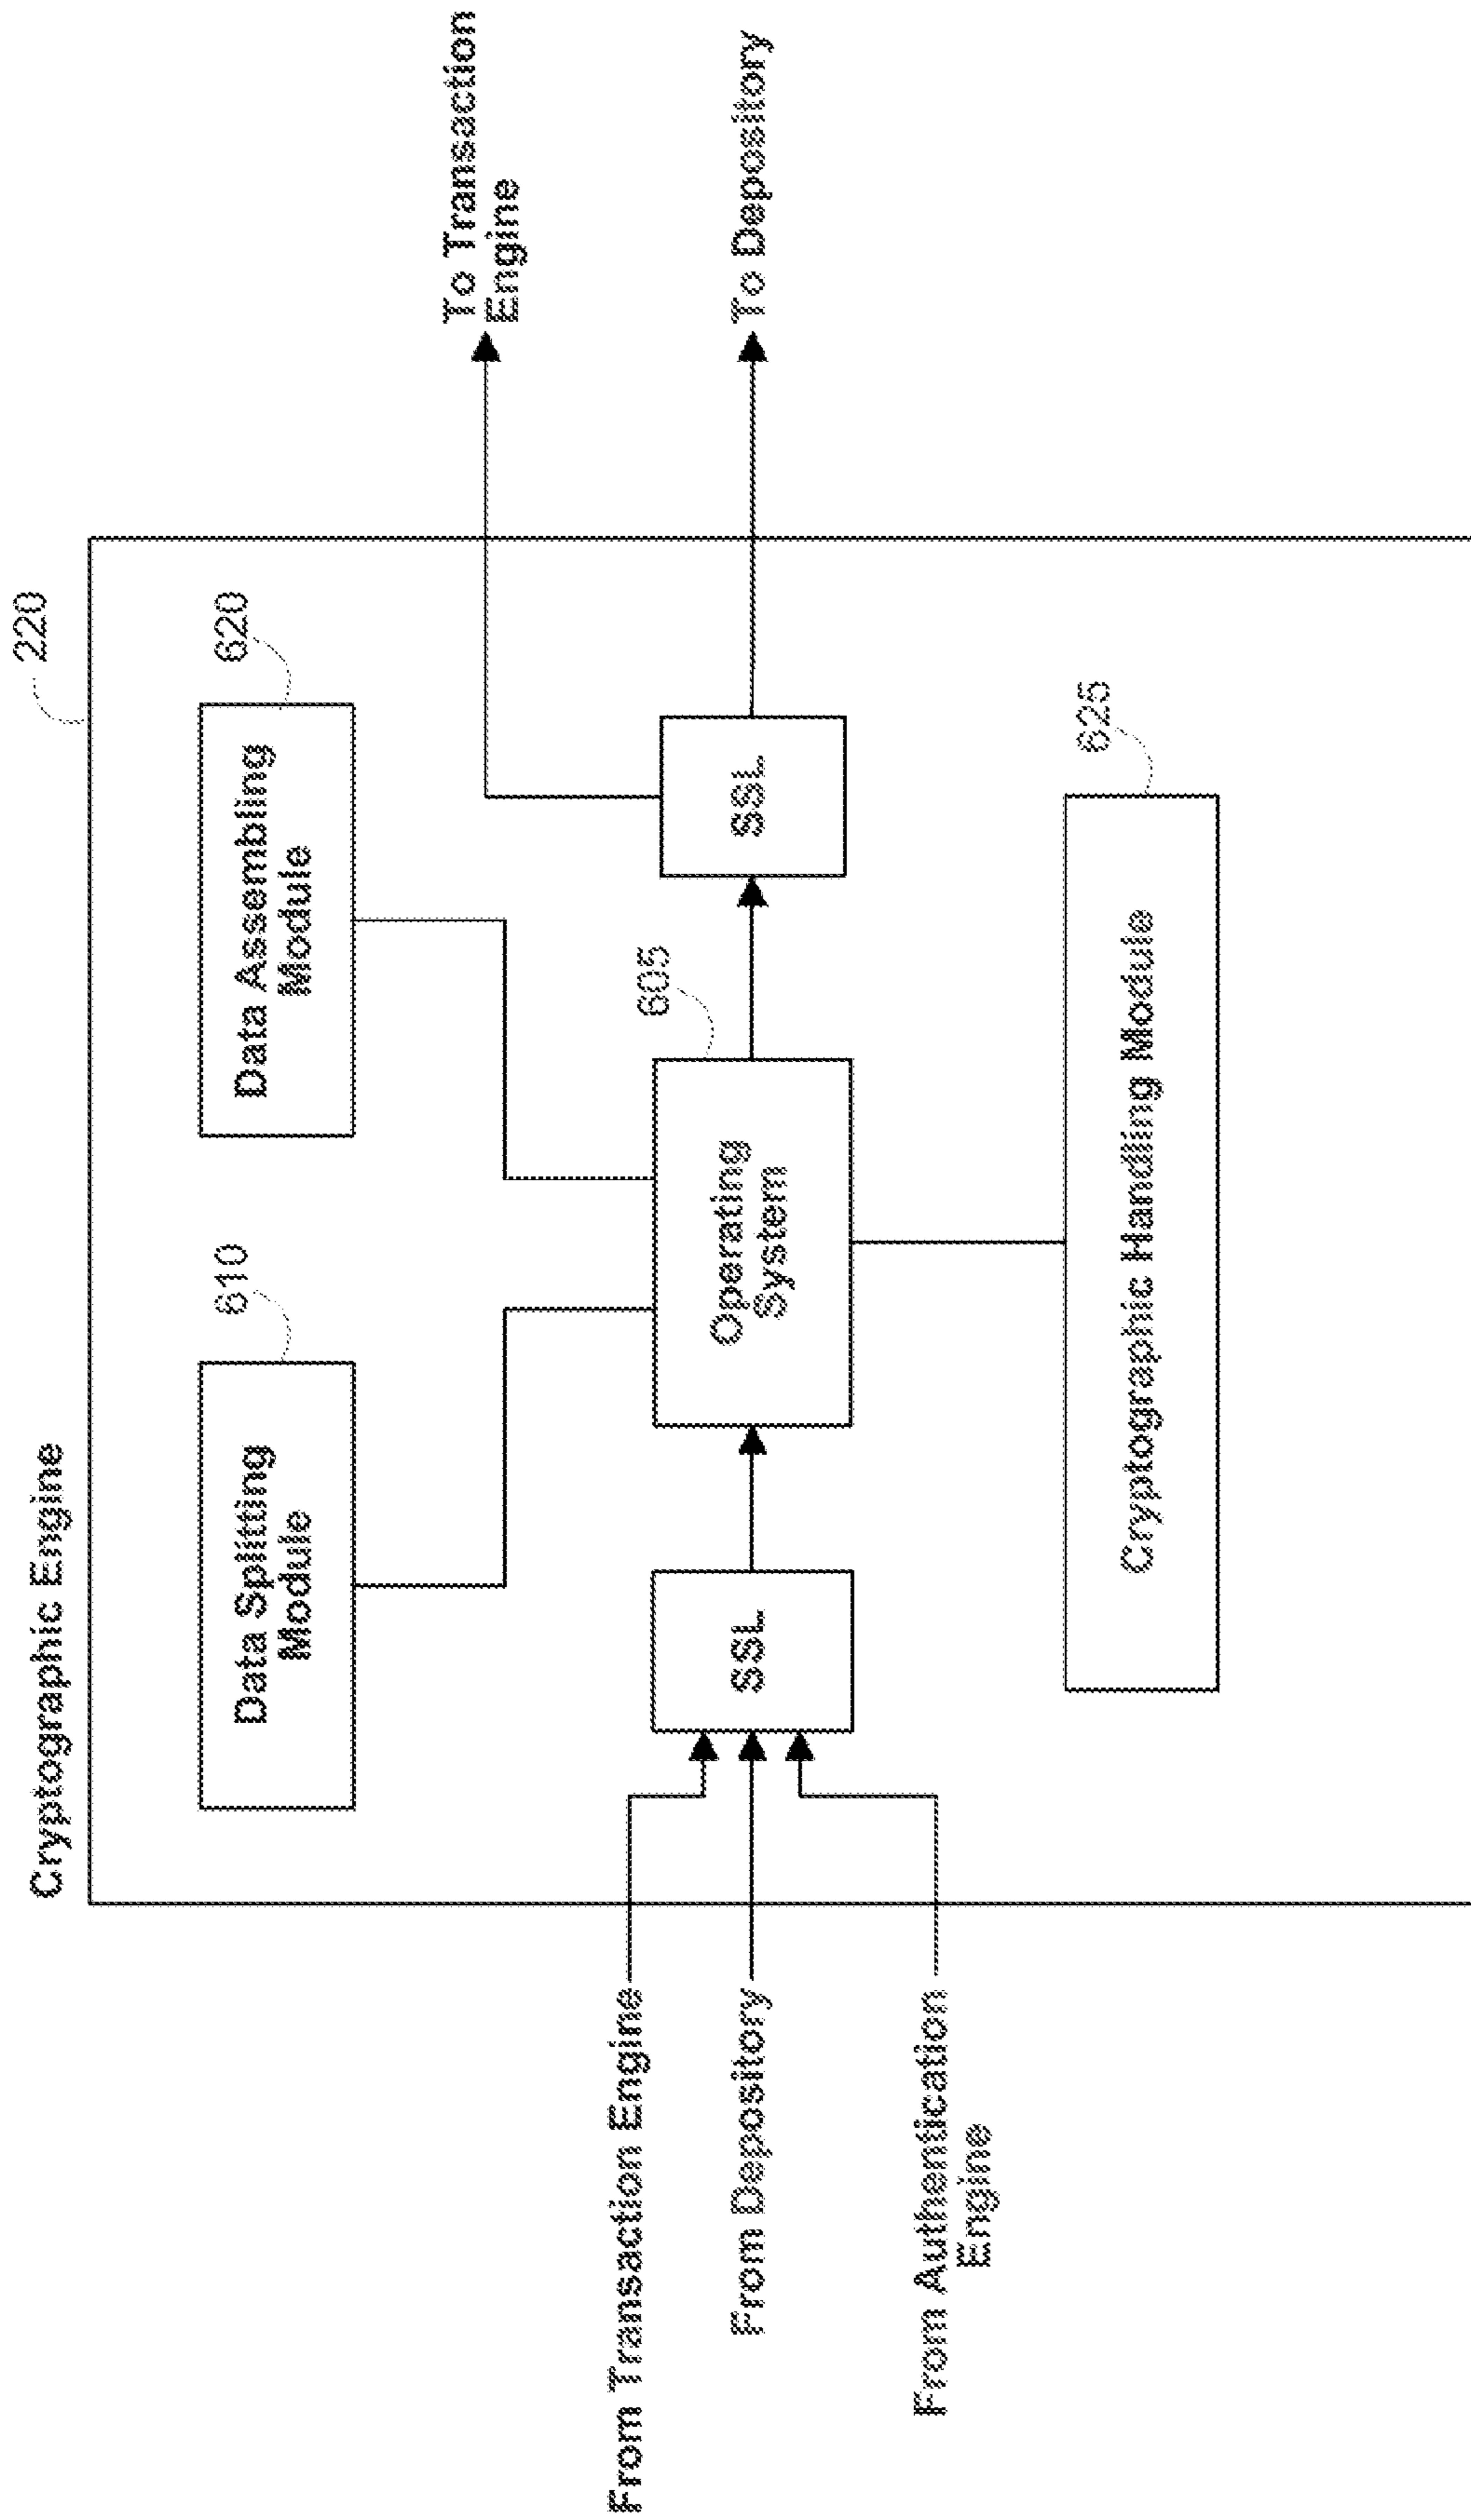 Cryptographic Engine
220
Data Splitting
Module
610
Data Assembling
Module
620
From Transaction Engine
From Depository
From Authentication
Engine
SSL
Operating
System
605
SSL
To Transaction
Engine
To Depository
Cryptographic Handling Module
625